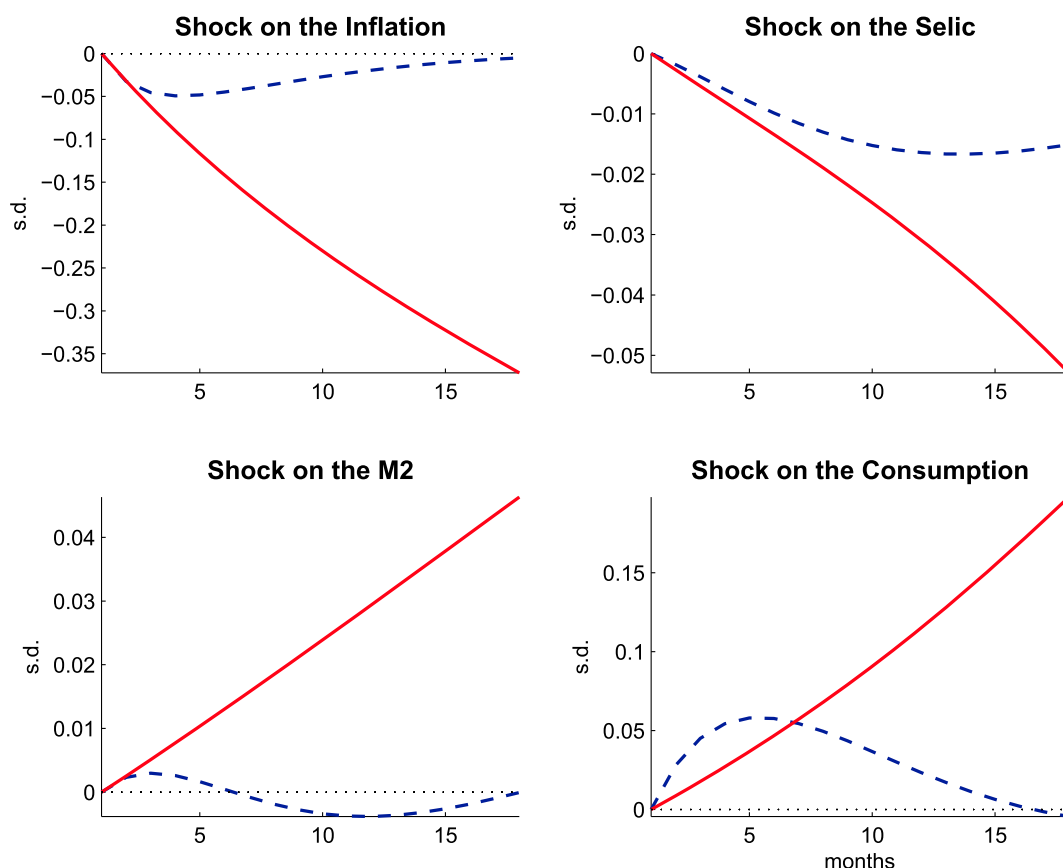 Shock on the Inflation
0
−0.05
−0.1
−0.15
−0.2
−0.25
−0.3
−0.35
s.d.
5 10 15
Shock on the Selic
0
−0.01
−0.02
−0.03
−0.04
−0.05
s.d.
5 10 15
Shock on the M2
0.04
0.03
0.02
0.01
0
s.d.
5 10 15
Shock on the Consumption
0.15
0.1
0.05
0
s.d.
5 10 15
months